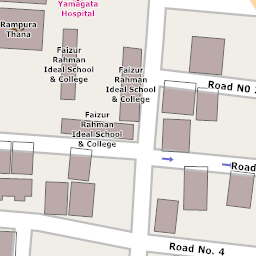 Yamagata
Hospital
Rampura
Thana
Faizur
Rahman
Ideal School
& College
Faizur
Rahman
Ideal School
& College
Road N0
Faizur
Rahman
Ideal School
& College
Road
Road No. 4